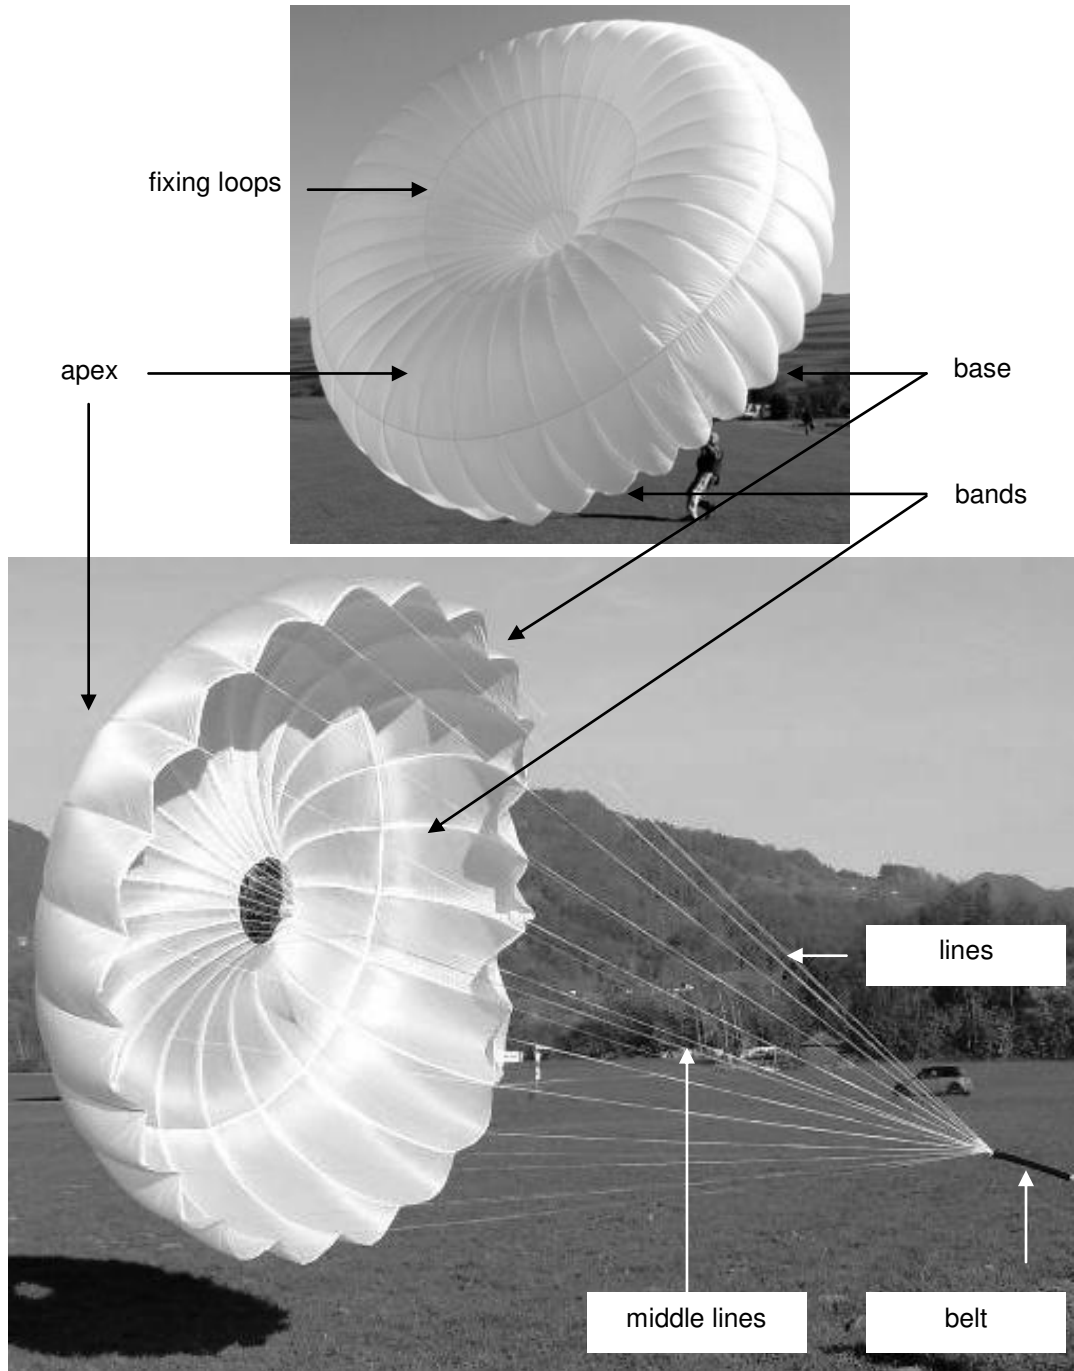 fixing loops
apex
base
bands
lines
middle lines
belt